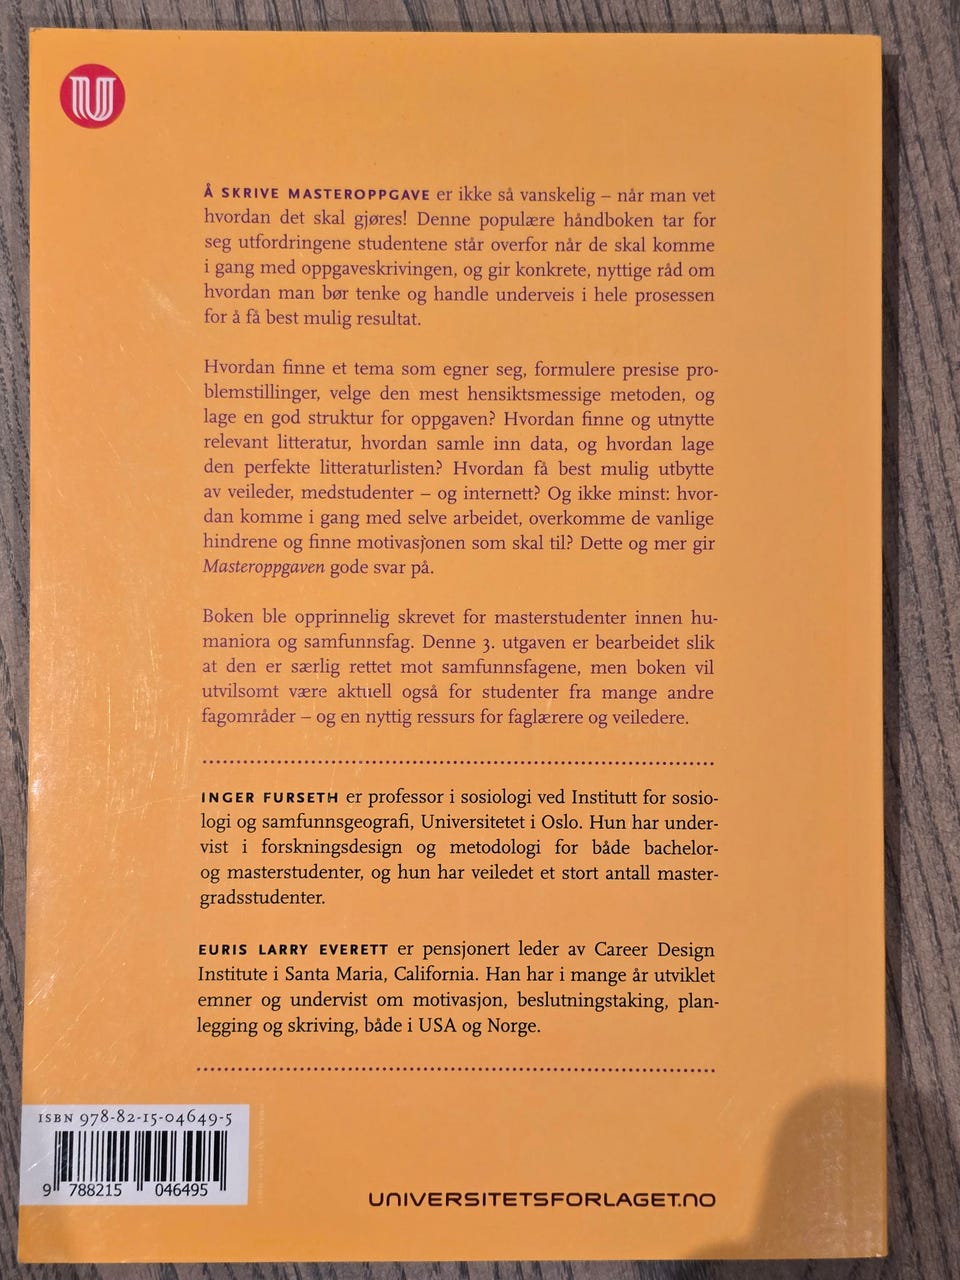 U
Å SKRIVE MASTEROPPGAVE er ikke så vanskelig – når man vet
hvordan det skal gjøres! Denne populære håndboken tar for
seg utfordringene studentene står overfor når de skal komme
i gang med oppgaveskrivingen, og gir konkrete, nyttige råd om
hvordan man bør tenke og handle underveis i hele prosessen
for å få best mulig resultat.
Hvordan finne et tema som egner seg, formulere presise pro-
blemstillinger, velge den mest hensiktsmessige metoden, og
lage en god struktur for oppgaven? Hvordan finne og utnytte
relevant litteratur, hvordan samle inn data, og hvordan lage
den perfekte litteraturlisten? Hvordan få best mulig utbytte
av veileder, medstudenter – og internett? Og ikke minst: hvor-
dan komme i gang med selve arbeidet, overkomme de vanlige
hindrene og finne motivasjonen som skal til? Dette og mer gir
Masteroppgaven gode svar på.
Boken ble opprinnelig skrevet for masterstudenter innen hu-
maniora og samfunnsfag. Denne 3. utgaven er bearbeidet slik
at den er særlig rettet mot samfunnsfagene, men boken vil
utvilsomt være aktuell også for studenter fra mange andre
fagområder – og en nyttig ressurs for faglærere og veiledere.
INGER FURSETH er professor i sosiologi ved Institutt for sosio-
logi og samfunnsgeografi, Universitetet i Oslo. Hun har under-
vist i forskningsdesign og metodologi for både bachelor-
og masterstudenter, og hun har veiledet et stort antall master-
gradsstudenter.
EURIS LARRY EVERETT er pensjonert leder av Career Design
Institute i Santa Maria, California. Han har i mange år utviklet
emner og undervist om motivasjon, beslutningstaking, plan-
legging og skriving, både i USA og Norge.
ISBN 978-82-15-04649-5
9 788215 046495
UNIVERSITETSFORLAGET.NO